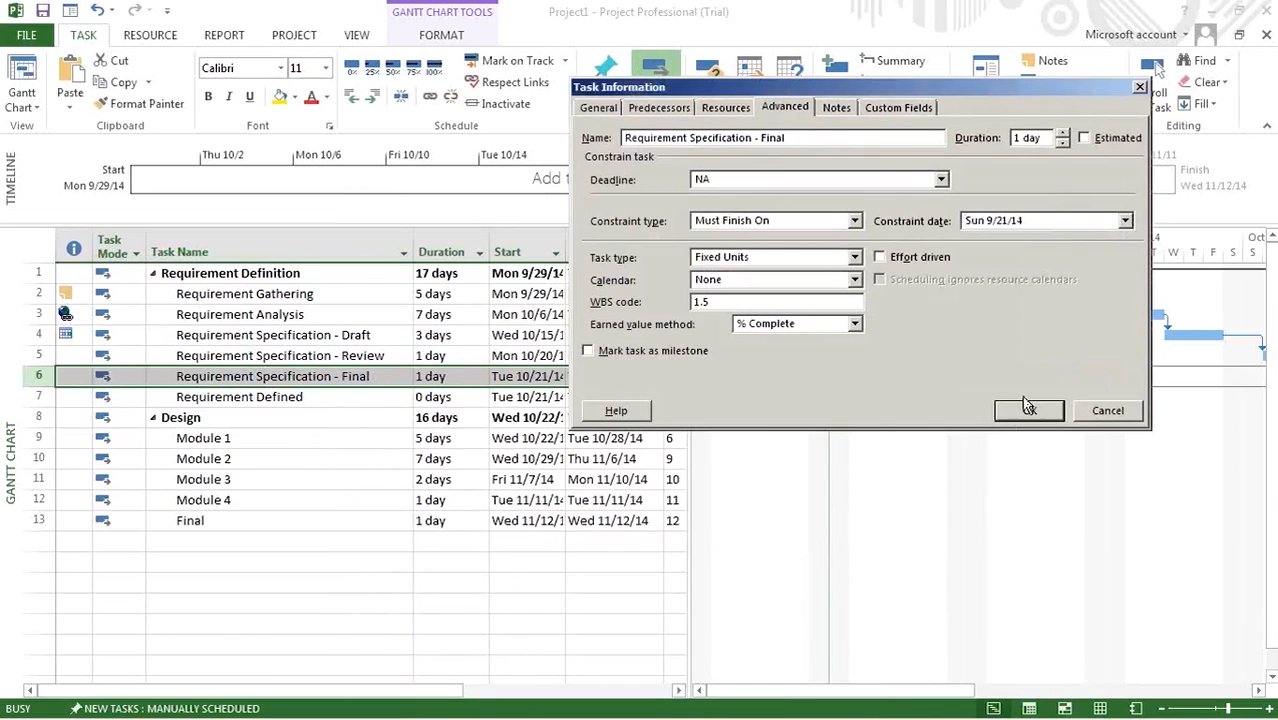 GANTT CHART TOOLS
Project1 - Project Professional (Trial)
FILE TASK RESOURCE REPORT PROJECT VIEW FORMAT Microsoft account
Gantt Chart
View
Paste
Cut
Copy
Format Painter
Clipboard
Calibri 11
B I U A
Font
0% 25% 50% 75% 100%
Mark on Track
Respect Links
Inactivate
Schedule
Summary
Notes
Task
Find
Clear
Fill
Editing
TIMELINE
Start
Mon 9/29/14
Thu 10/2 Mon 10/6 Fri 10/10 Tue 10/14
Add
Finish
Wed 11/12/14
Task Information
General Predecessors Resources Advanced Notes Custom Fields
Name: Requirement Specification - Final Duration: 1 day Estimated
Constrain task
Deadline: NA
Constraint type: Must Finish On Constraint date: Sun 9/21/14
Task type: Fixed Units Effort driven
Calendar: None Scheduling ignores resource calendars
WBS code: 1.5
Earned value method: % Complete
Mark task as milestone
Help Cancel
GANTT CHART
Task Mode Task Name Duration Start
W T F S S
1 Requirement Definition 17 days Mon 9/29/14
2 Requirement Gathering 5 days Mon 9/29/14
3 Requirement Analysis 7 days Mon 10/6/14
4 Requirement Specification - Draft 3 days Wed 10/15/1
5 Requirement Specification - Review 1 day Mon 10/20/1
6 Requirement Specification - Final 1 day Tue 10/21/14
7 Requirement Defined 0 days Tue 10/21/14
8 Design 16 days Wed 10/22/1
9 Module 1 5 days Wed 10/22/1 Tue 10/28/14 6
10 Module 2 7 days Wed 10/29/1 Thu 11/6/14 9
11 Module 3 2 days Fri 11/7/14 Mon 11/10/14 10
12 Module 4 1 day Tue 11/11/14 Tue 11/11/14 11
13 Final 1 day Wed 11/12/1 Wed 11/12/14 12
BUSY NEW TASKS : MANUALLY SCHEDULED